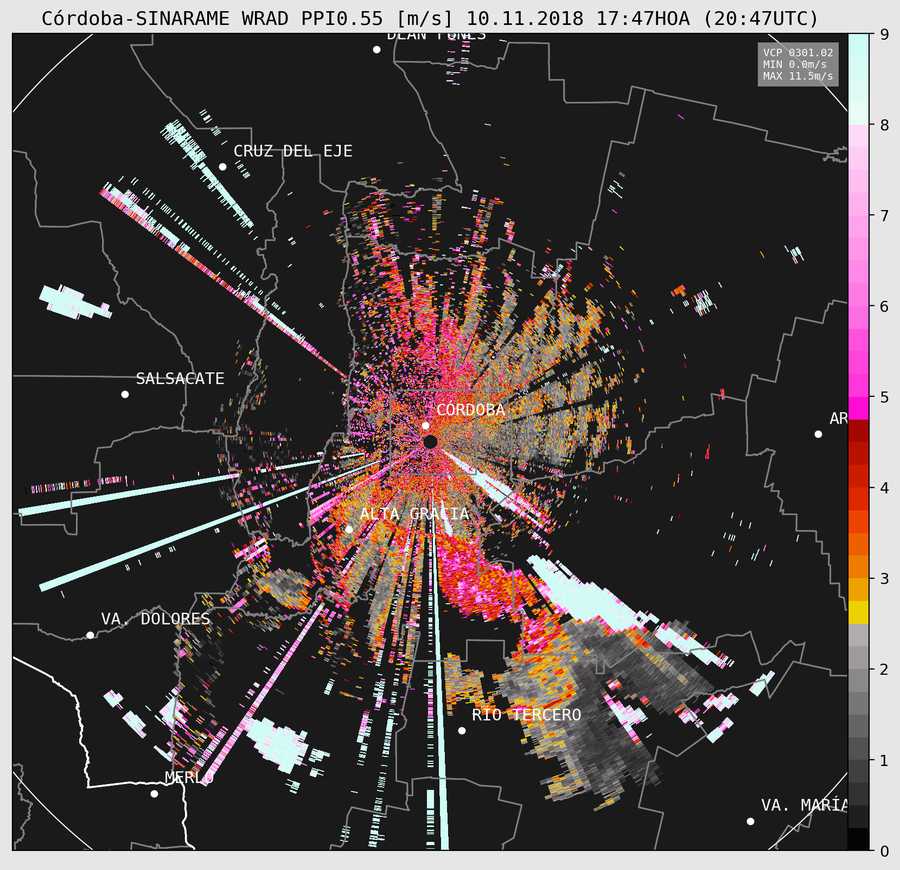 Córdoba-SINARAME WRAD PPI0.55 [m/s] 10.11.2018 17:47HOA (20:47UTC)
DEAN FUNES
VCP 0301.02
MIN 0.0m/s
MAX 11.5m/s
CRUZ DEL EJE
SALSACATE
CÓRDOBA
AR
ALTA GRACIA
VA. DOLORES
RIO TERCERO
MERLO
VA. MARÍA
9
8
7
6
5
4
3
2
1
0